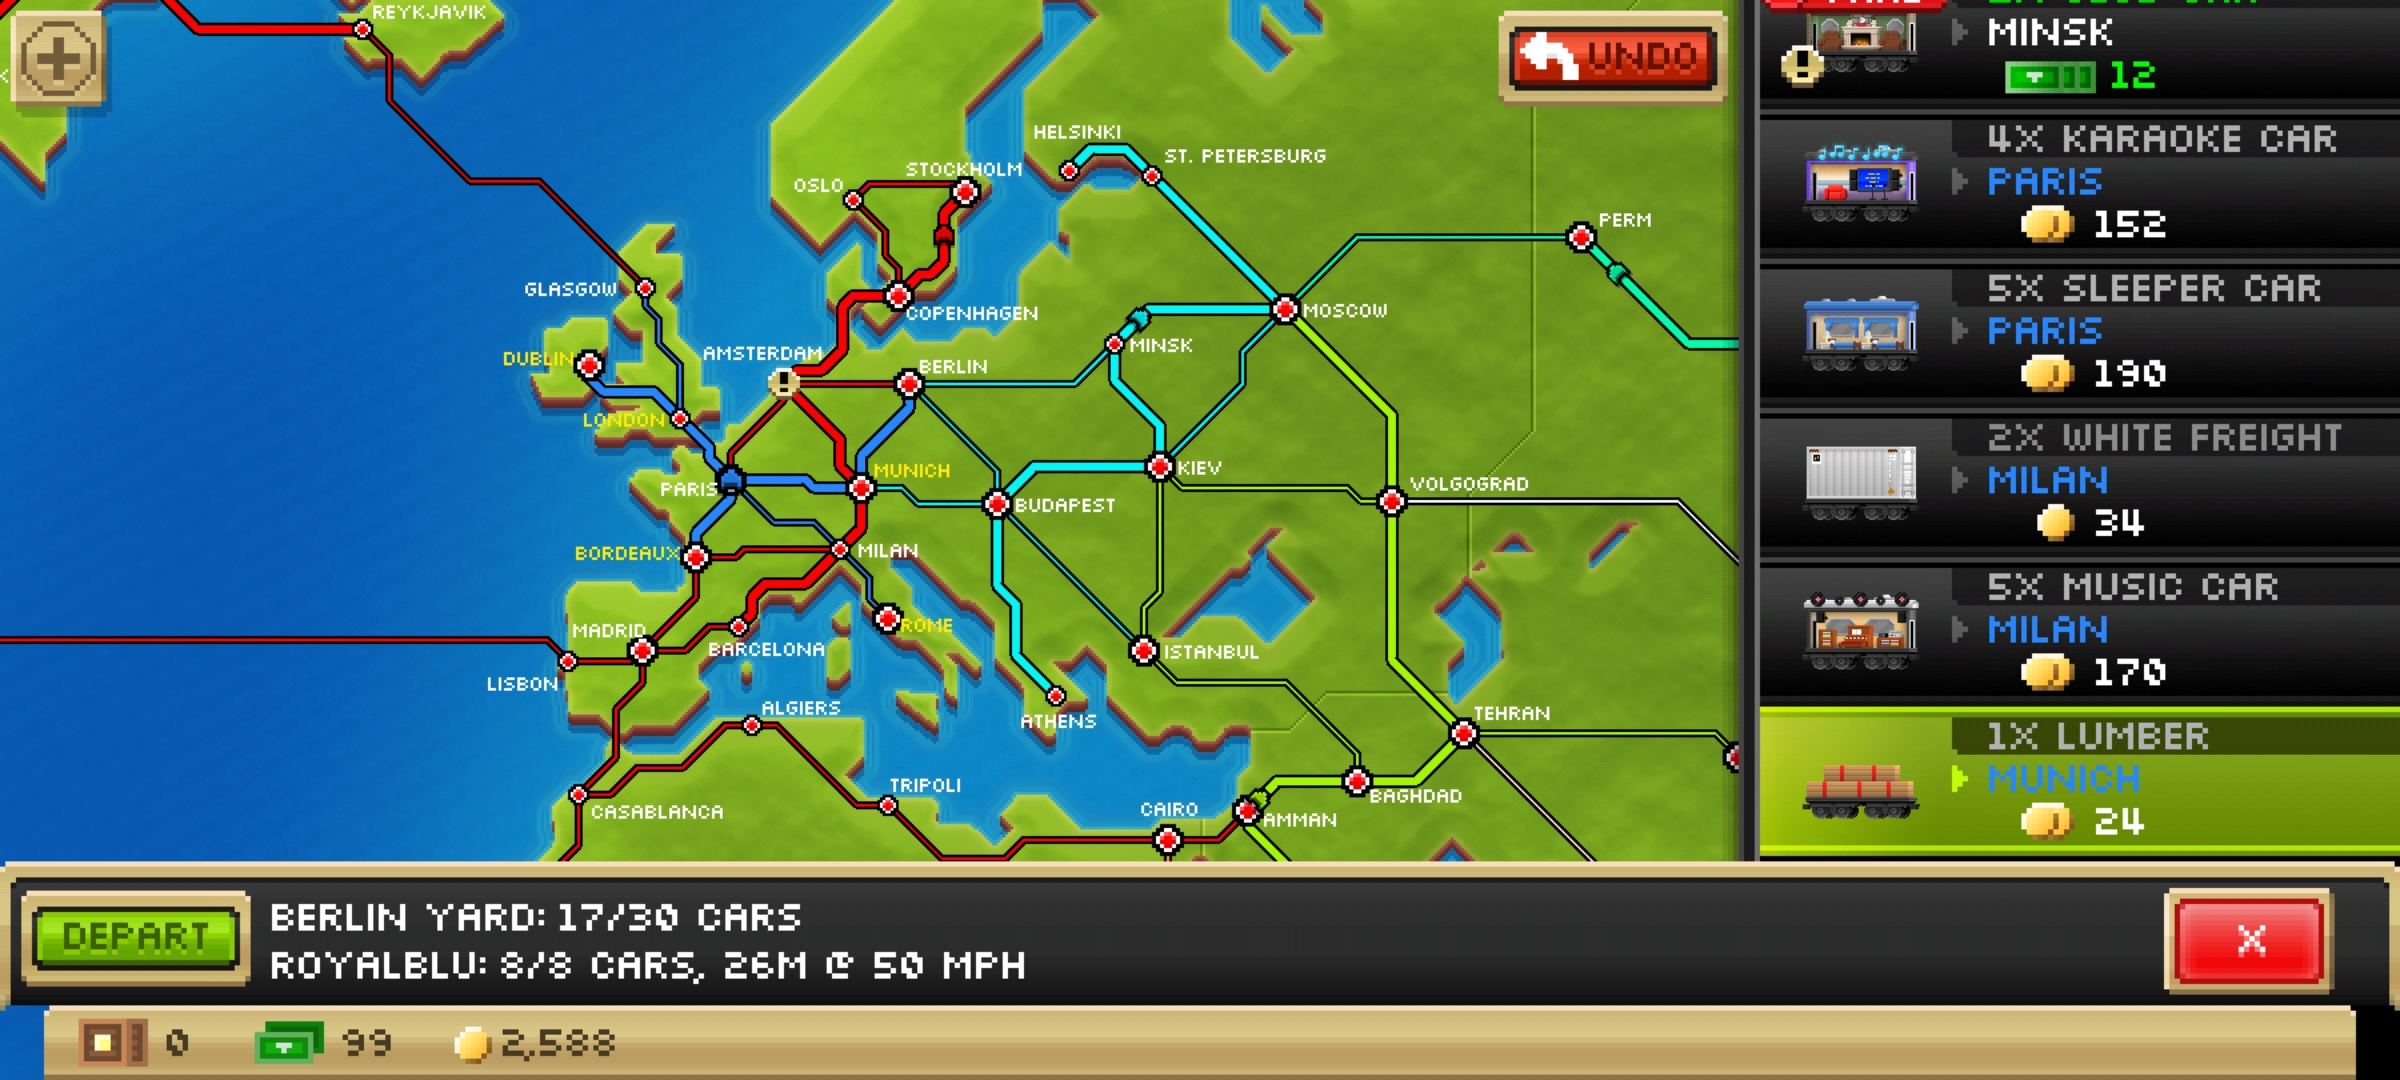 REYKJAVIK
UNDO
HELSINKI
ST. PETERSBURG
STOCKHOLM
OSLO
PERM
GLASGOW
COPENHAGEN
MOSCOW
AMSTERDAM
MINSK
DUBLIN
BERLIN
LONDON
MUNICH
KIEV
PARIS
VOLGOGRAD
BUDAPEST
BORDEAUX
MILAN
ROME
MADRID
BARCELONA
ISTANBUL
LISBON
ALGIERS
ATHENS
TEHRAN
TRIPOLI
BAGHDAD
CASABLANCA
CAIRO
AMMAN
MINSK
12
4X KARAOKE CAR
PARIS
152
5X SLEEPER CAR
PARIS
190
2X WHITE FREIGHT
MILAN
34
5X MUSIC CAR
MILAN
170
1X LUMBER
MUNICH
24
DEPART
BERLIN YARD: 17/30 CARS
ROYALBLU: 8/8 CARS, 26M @ 50 MPH
X
0
99
2,588